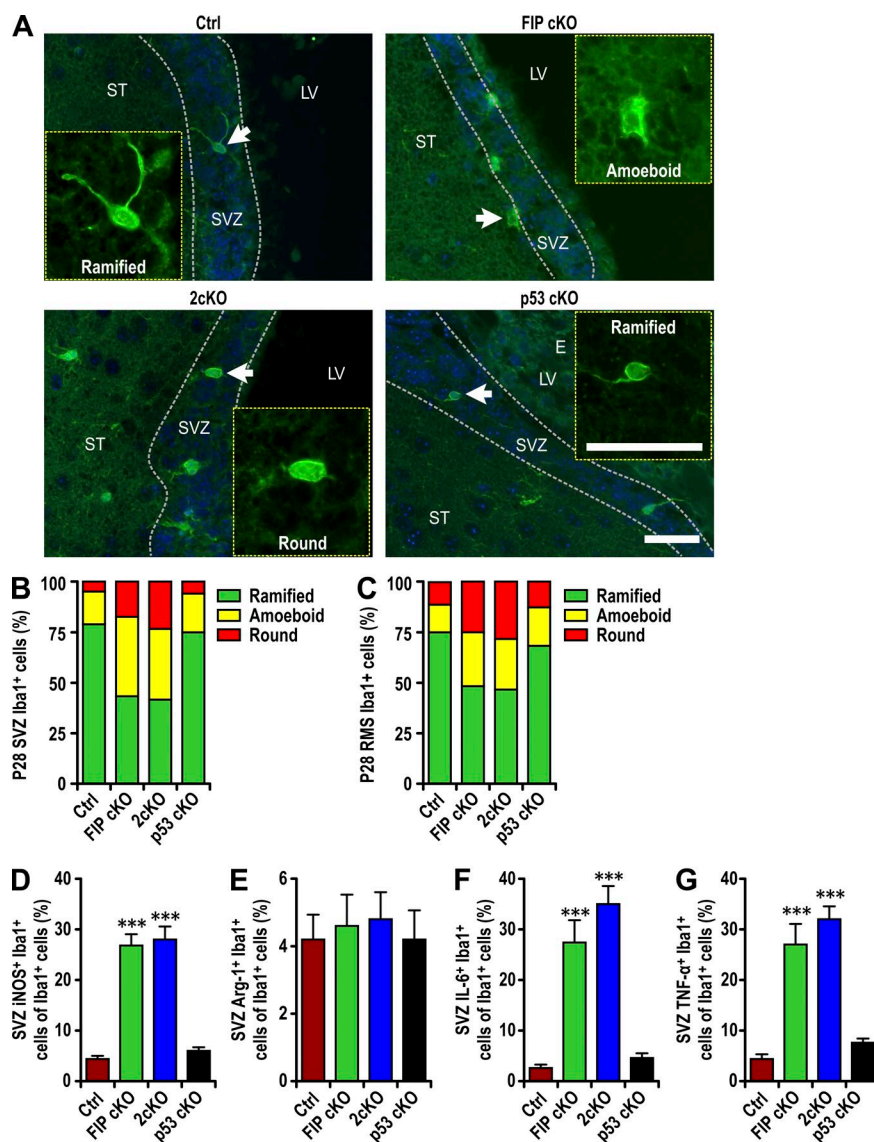 A
Ctrl
FIP cKO
ST
LV
SVZ
Ramified
LV
ST
SVZ
Amoeboid
2cKO
p53 cKO
LV
ST
SVZ
Round
Ramified
E
LV
SVZ
ST
B
P28 SVZ Iba1⁺ cells (%)
100
75
50
25
0
Ctrl
FIP cKO
2cKO
p53 cKO
Ramified
Amoeboid
Round
C
P28 RMS Iba1+ cells (%)
100
75
50
25
0
Ctrl
FIP cKO
2cKO
p53 cKO
Ramified
Amoeboid
Round
D
SVZ iNOS⁺ Iba1⁺
cells of Iba1⁺ cells (%)
40
30
20
10
0
***
***
Ctrl
FIP cKO
2cKO
p53 cKO
E
SVZ Arg-1⁺ Iba1⁺
cells of Iba1⁺ cells (%)
6
4
2
0
Ctrl
FIP cKO
2cKO
p53 cKO
F
SVZ IL-6⁺ Iba1⁺
cells of Iba1⁺ cells (%)
40
30
20
10
0
***
***
Ctrl
FIP cKO
2cKO
p53 cKO
G
SVZ TNF-α⁺ Iba1⁺
cells of Iba1⁺ cells (%)
40
30
20
10
0
***
***
Ctrl
FIP cKO
2cKO
p53 cKO